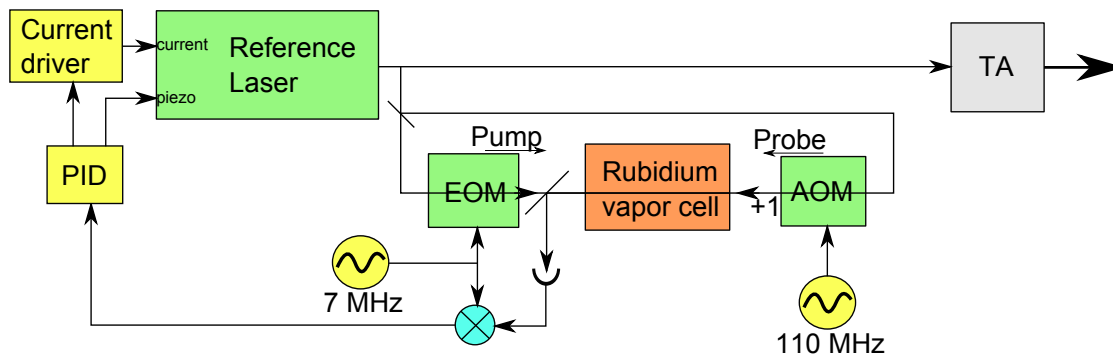 Current
driver
current
piezo
Reference
Laser
TA
PID
Pump
EOM
Rubidium
vapor cell
Probe
+1
AOM
7 MHz
110 MHz